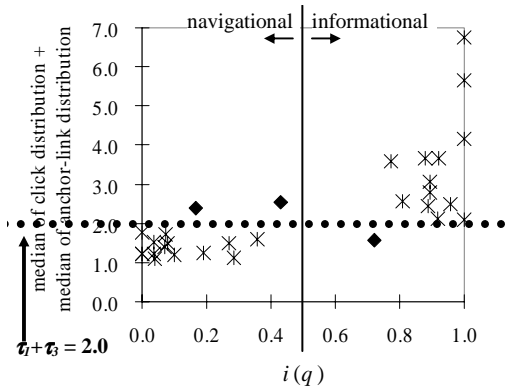 navigational
informational
median of click distribution +
median of anchor-link distribution
7.0
6.0
5.0
4.0
3.0
2.0
1.0
0.0
0.0
0.2
0.4
0.6
0.8
1.0
τ1+τ3 = 2.0
i(q)